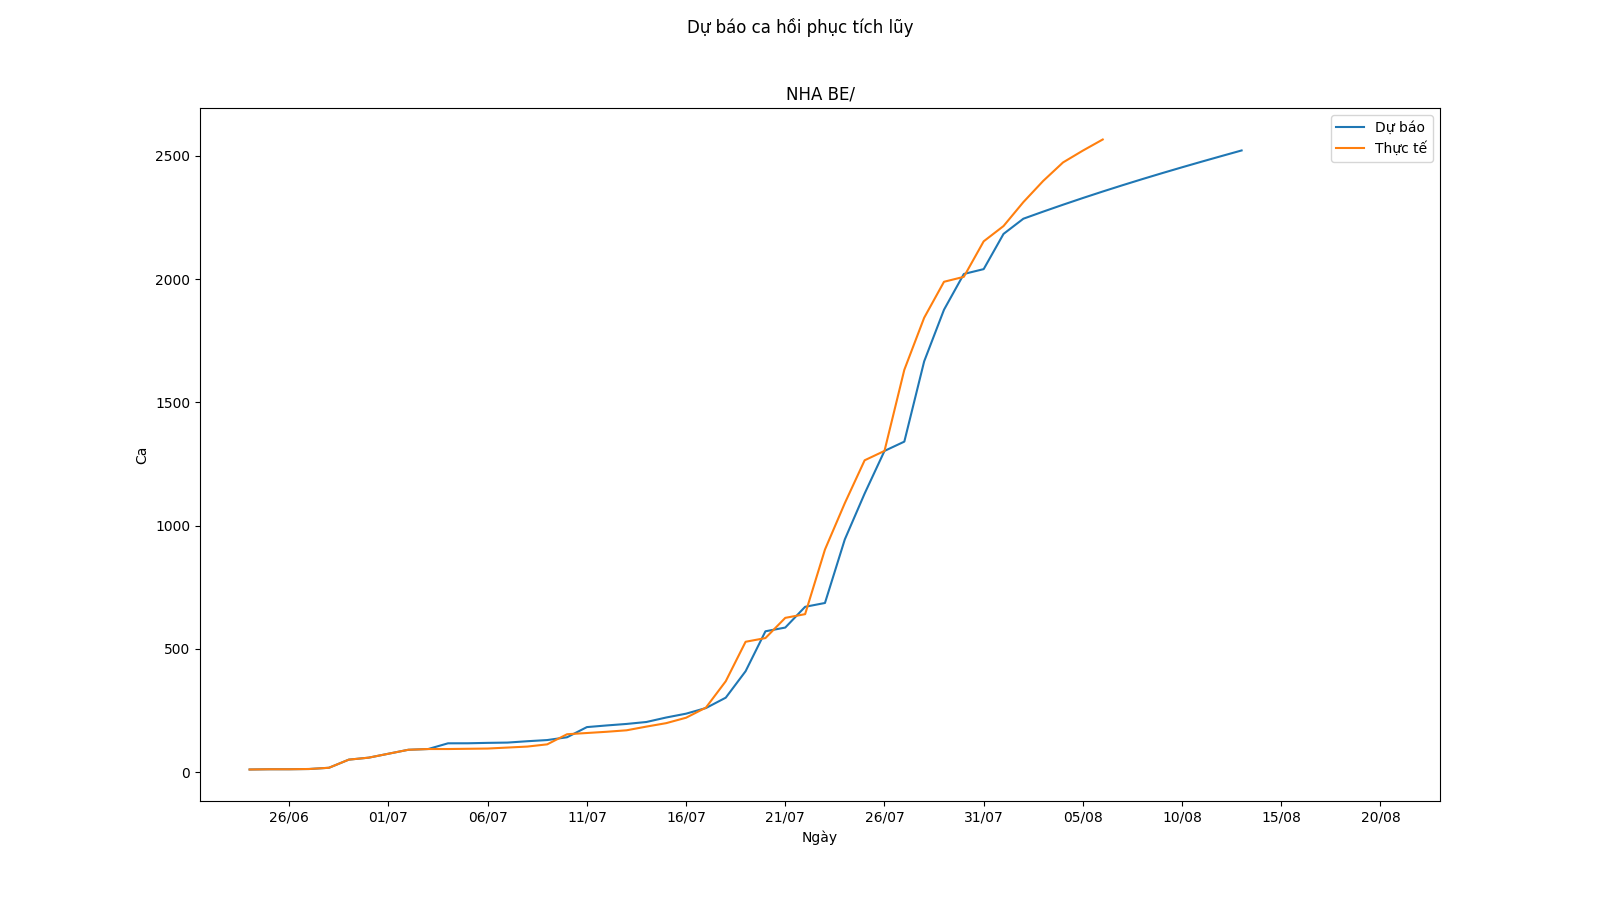 Dự báo ca hồi phục tích lũy
NHA BE/
Dự báo
Thực tế
2500
2000
1500
1000
500
0
Ca
26/06 01/07 06/07 11/07 16/07 21/07 26/07 31/07 05/08 10/08 15/08 20/08
Ngày